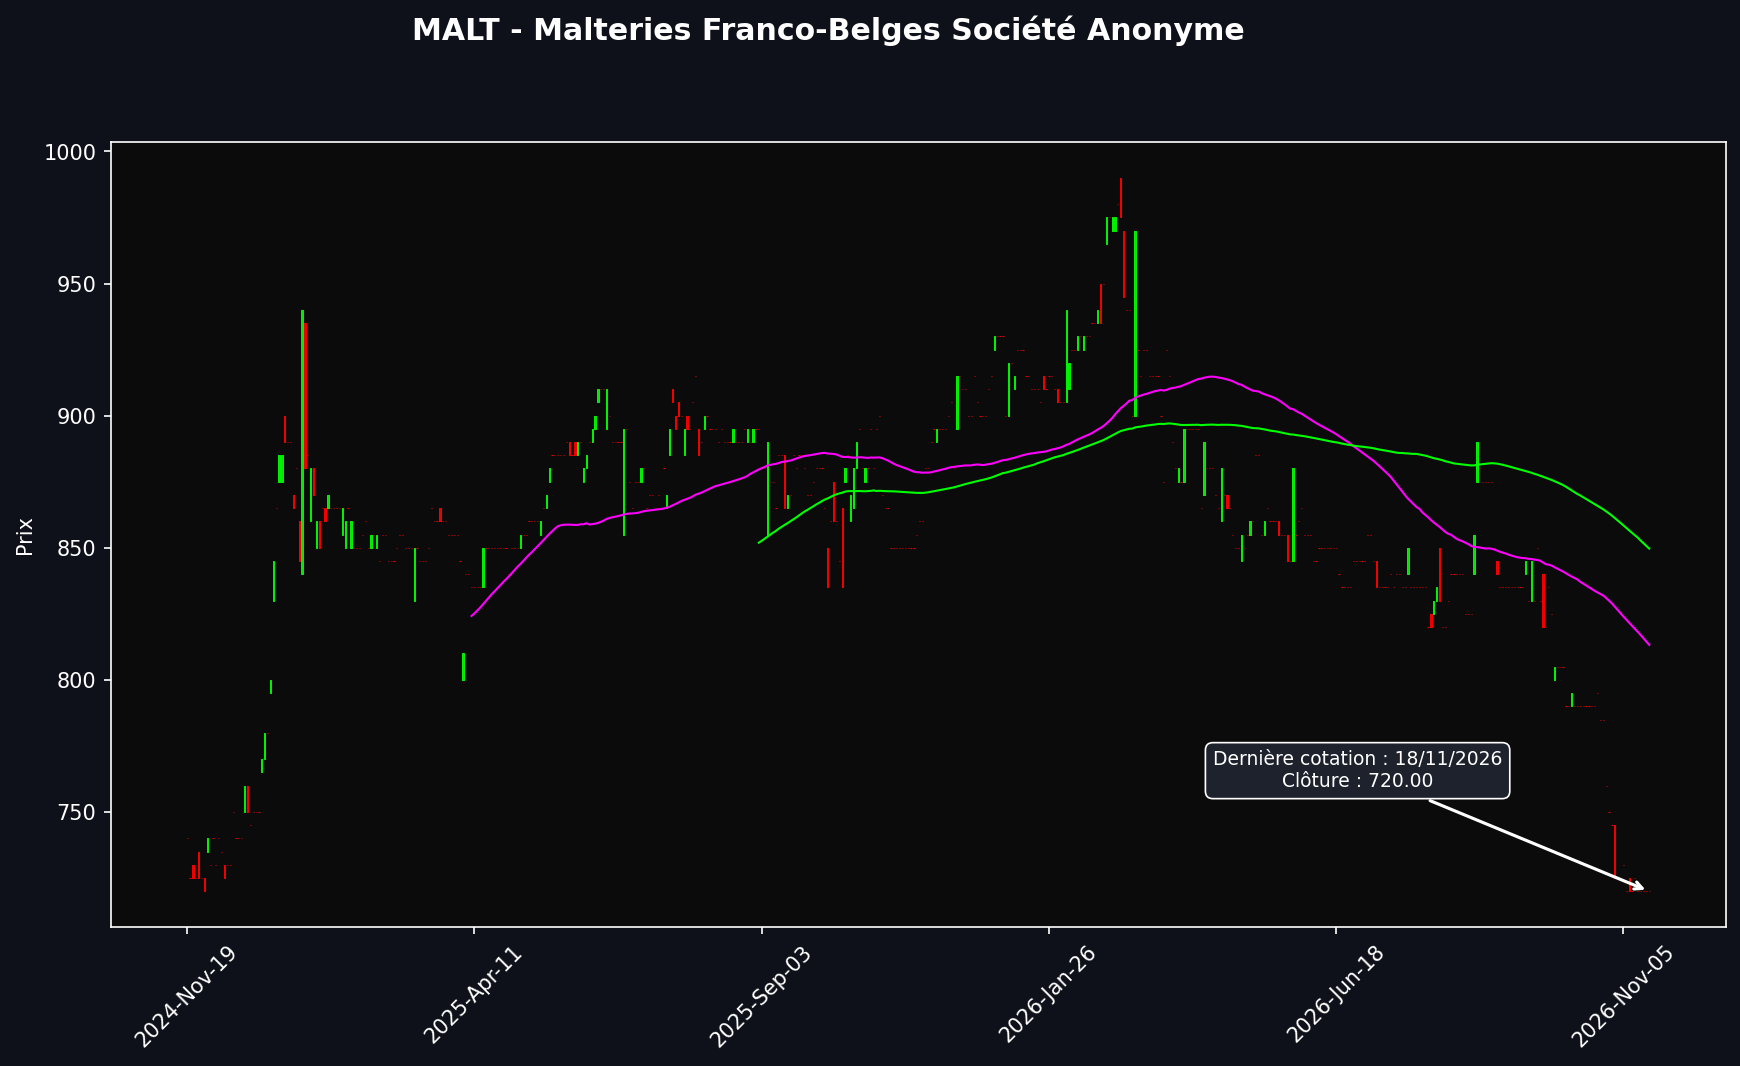 MALT - Malteries Franco-Belges Société Anonyme
Prix
1000
950
900
850
800
750
Dernière cotation : 18/11/2026
Clôture : 720.00
2024-Nov-19
2025-Apr-11
2025-Sep-03
2026-Jan-26
2026-Jun-18
2026-Nov-05